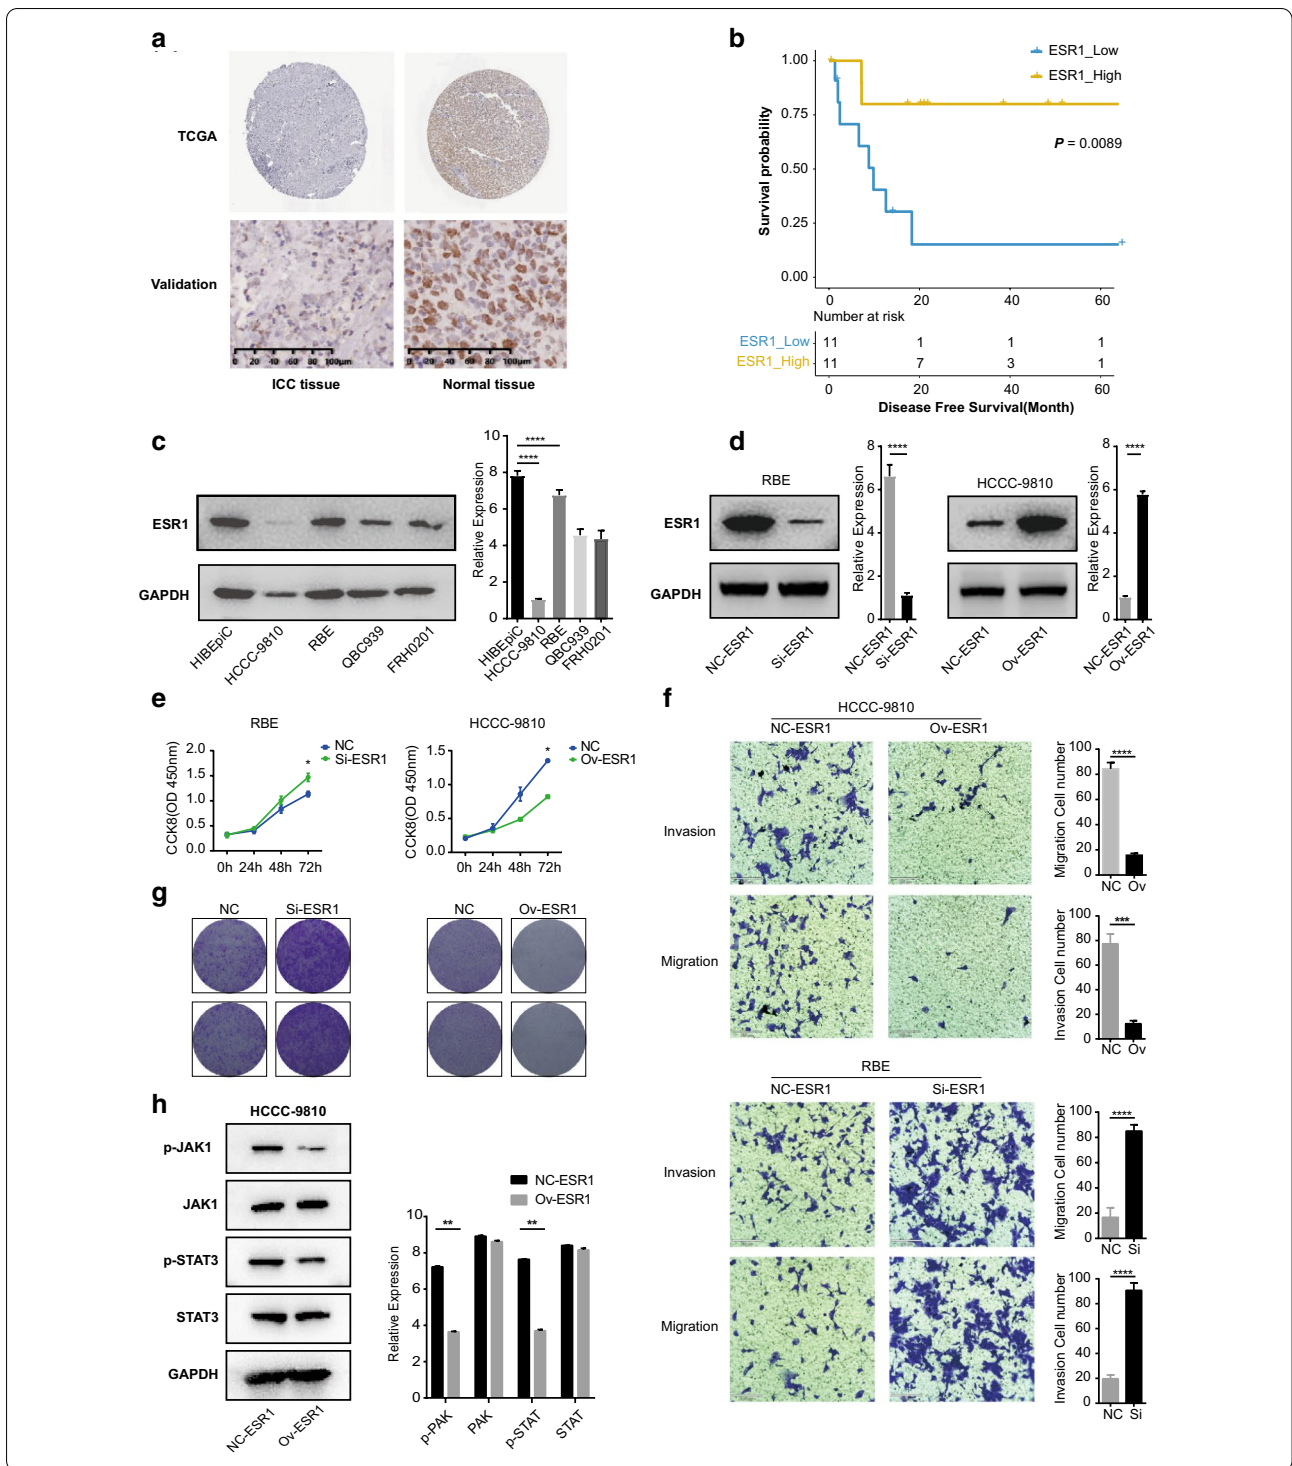 a
TCGA
Validation
0 20 40 60 80 100μm
0 20 40 60 80 100μm
ICC tissue
Normal tissue
b
ESR1_Low
ESR1_High
P = 0.0089
Survival probability
1.00
0.75
0.50
0.25
0.00
0 20 40 60
Number at risk
ESR1_Low 11 1 1 1
ESR1_High 11 7 3 1
0 20 40 60
Disease Free Survival(Month)
c
ESR1
GAPDH
HIBEpiC
HCCC-9810
RBE
QBC939
FRH0201
Relative Expression
10
8
6
4
2
0
****
****
HIBEpiC
HCCC-9810
RBE
QBC939
FRH0201
d
RBE
ESR1
GAPDH
NC-ESR1
Si-ESR1
Relative Expression
8
6
4
2
0
****
NC-ESR1
Si-ESR1
HCCC-9810
NC-ESR1
Ov-ESR1
Relative Expression
8
6
4
2
0
****
NC-ESR1
Ov-ESR1
e
RBE
NC
Si-ESR1
CCK8(OD 450nm)
2.0
1.5
1.0
0.5
0.0
*
0h 24h 48h 72h
HCCC-9810
NC
Ov-ESR1
CCK8(OD 450nm)
1.5
1.0
0.5
0.0
*
0h 24h 48h 72h
f
HCCC-9810
NC-ESR1
Ov-ESR1
Invasion
Migration
Migration Cell number
100
80
60
40
20
0
****
NC Ov
Invasion Cell number
100
80
60
40
20
0
***
NC Ov
RBE
NC-ESR1
Si-ESR1
Invasion
Migration
Migration Cell number
100
80
60
40
20
0
****
NC Si
Invasion Cell number
100
80
60
40
20
0
****
NC Si
g
NC
Si-ESR1
NC
Ov-ESR1
h
HCCC-9810
p-JAK1
JAK1
p-STAT3
STAT3
GAPDH
NC-ESR1
Ov-ESR1
NC-ESR1
Ov-ESR1
Relative Expression
10
8
6
4
2
0
**
**
p-PAK
PAK
p-STAT
STAT